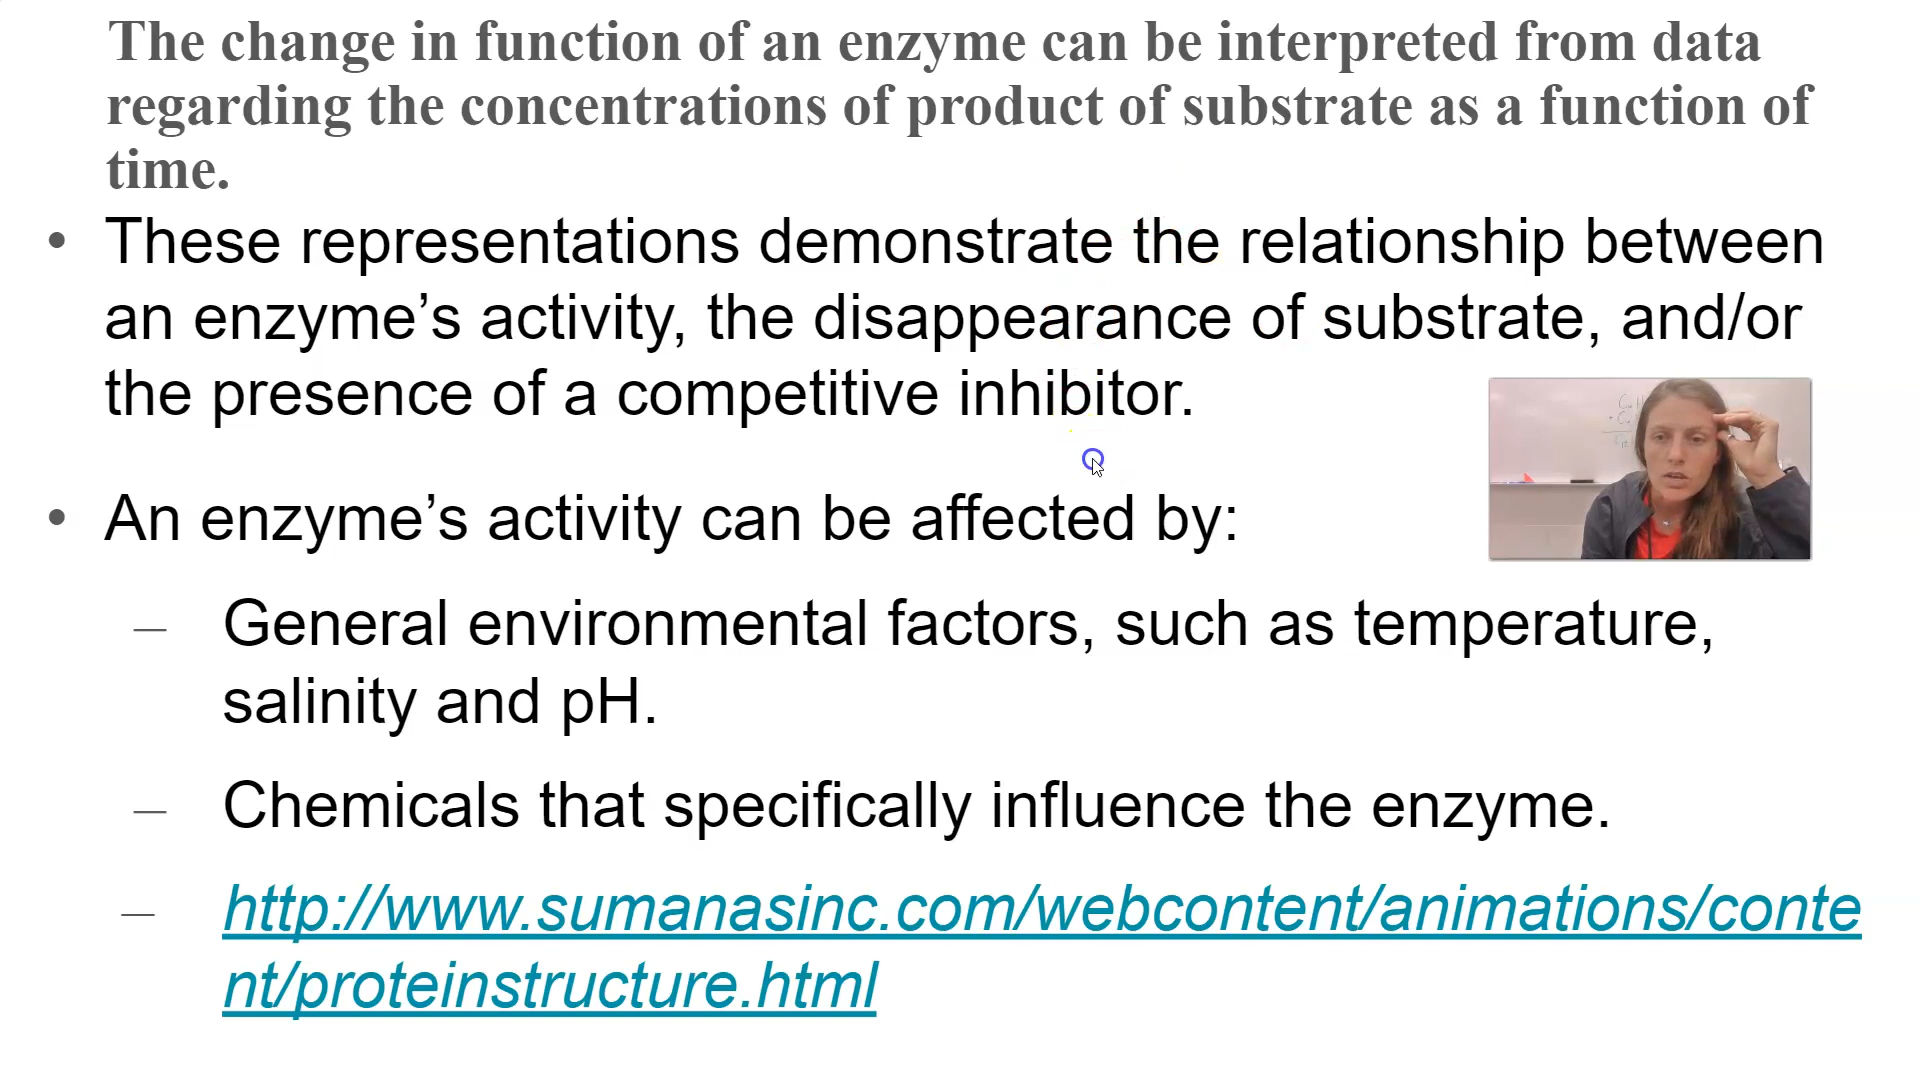 The change in function of an enzyme can be interpreted from data
regarding the concentrations of product of substrate as a function of
time.
• These representations demonstrate the relationship between
an enzyme’s activity, the disappearance of substrate, and/or
the presence of a competitive inhibitor.
• An enzyme’s activity can be affected by:
– General environmental factors, such as temperature,
salinity and pH.
– Chemicals that specifically influence the enzyme.
– http://www.sumanasinc.com/webcontent/animations/conte
nt/proteinstructure.html